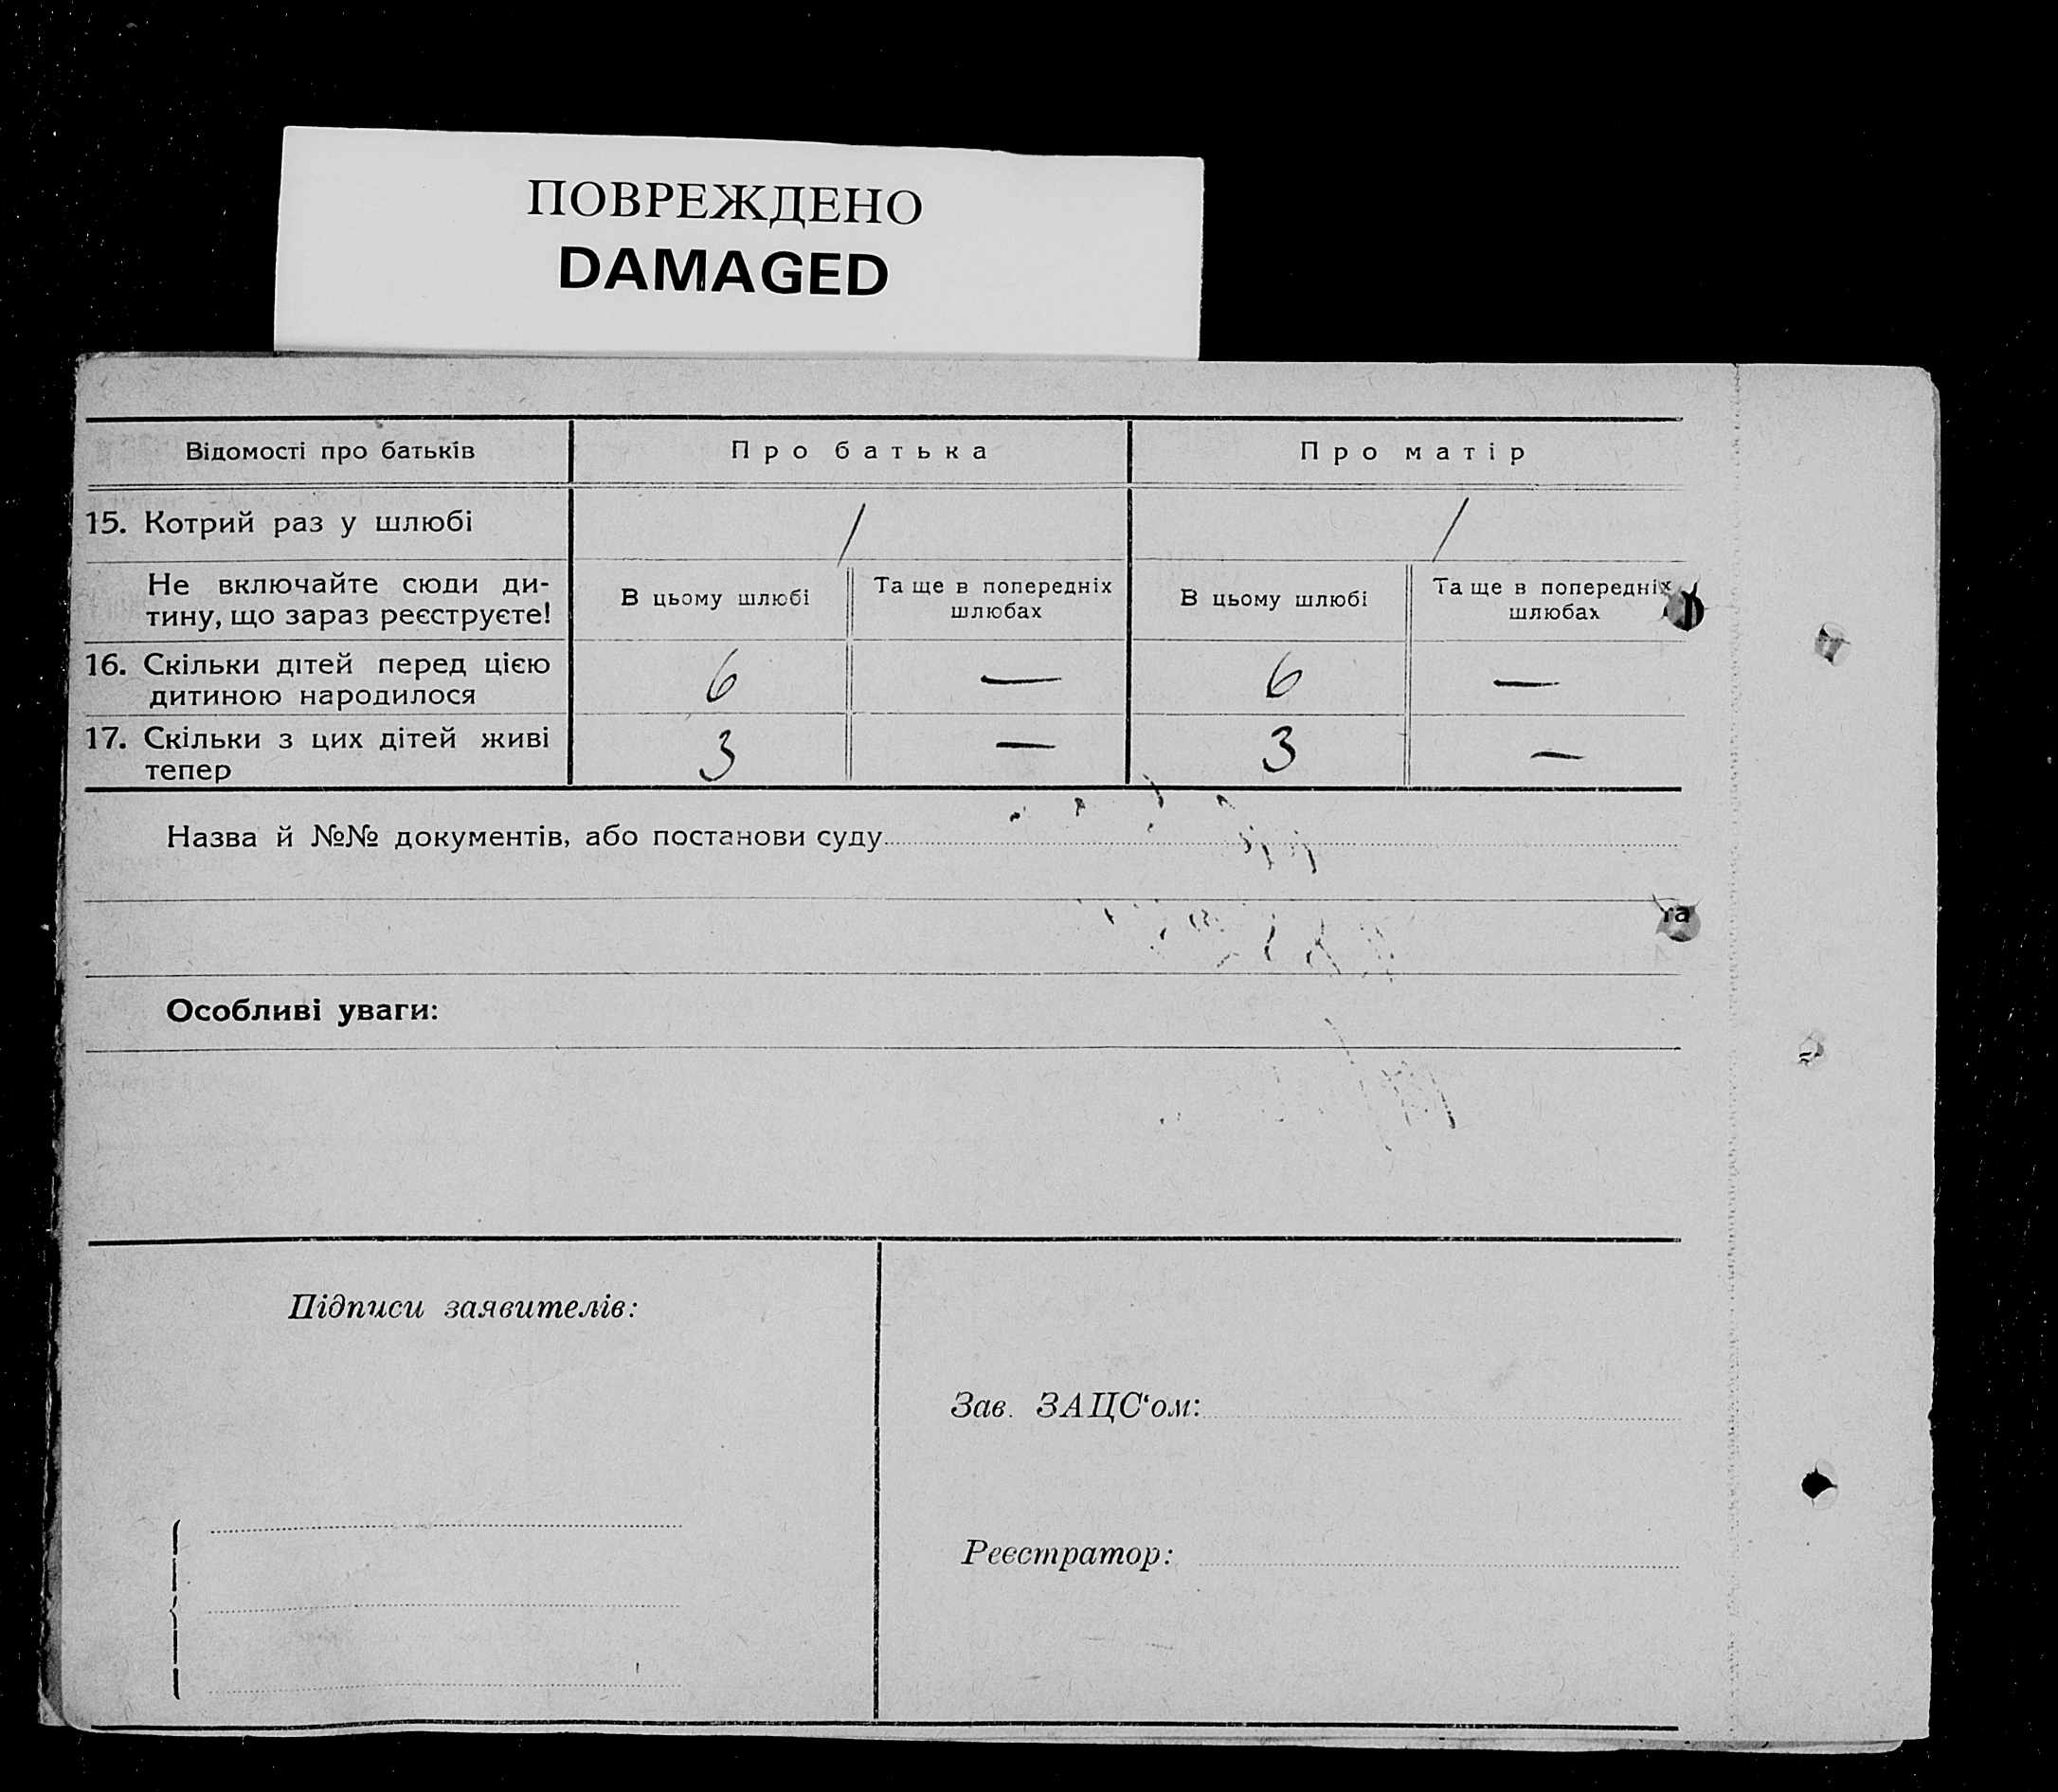 ПОВРЕЖДЕНО
DAMAGED
Відомості про батьків Про батька Про матір
15. Котрий раз у шлюбі / /
Не включайте сюди ди-
тину, що зараз реєструєте!
В цьому шлюбі
Та ще в попередніх
шлюбах
В цьому шлюбі
Та ще в попередніх
шлюбах
16. Скільки дітей перед цією
дитиною народилося
6 — 6 —
17. Скільки з цих дітей живі
тепер
3 — 3 —
Назва й №№ документів, або постанови суду
та
Особливі уваги:
Підписи заявителів:
Зав. ЗАЦС‘ом:
Реєстратор: